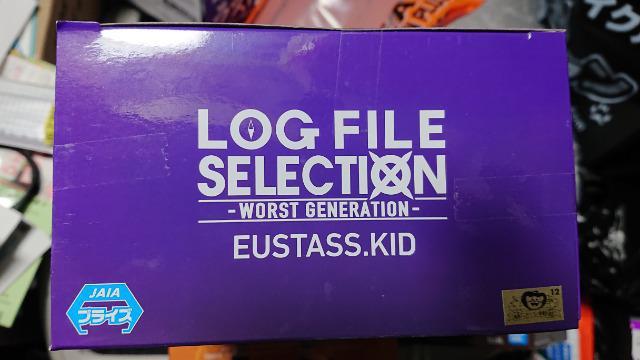 LOG FILE
SELECTION
-WORST GENERATION-
EUSTASS.KID
JAIA
プライズ
12